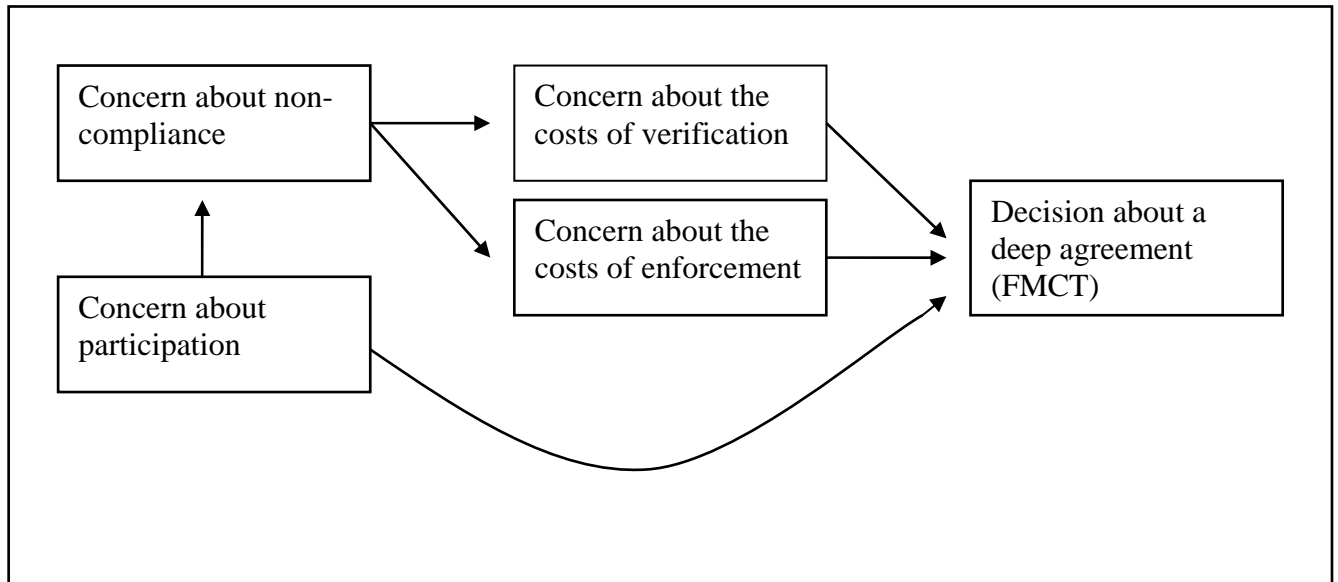 Concern about non-
compliance
Concern about the
costs of verification
Concern about the
costs of enforcement
Decision about a
deep agreement
(FMCT)
Concern about
participation